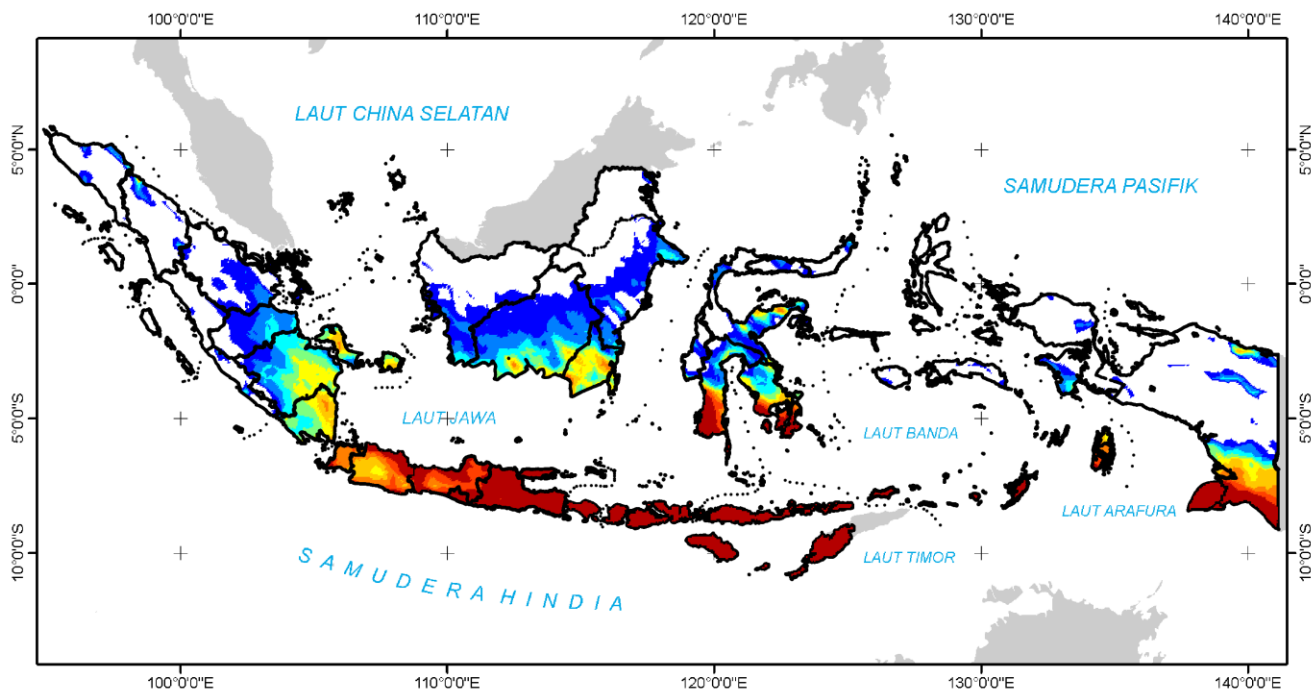 100°0'0"E 110°0'0"E 120°0'0"E 130°0'0"E 140°0'0"E
LAUT CHINA SELATAN
5°0'0"N 5°0'0"N
SAMUDERA PASIFIK
0°0'0" 0°0'0"
LAUT JAWA
LAUT BANDA
5°0'0"S 5°0'0"S
LAUT ARAFURA
10°0'0"S 10°0'0"S
LAUT TIMOR
SAMUDERA HINDIA
100°0'0"E 110°0'0"E 120°0'0"E 130°0'0"E 140°0'0"E